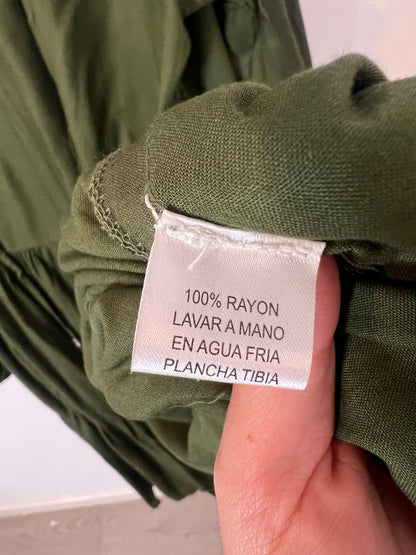 100% RAYON
LAVAR A MANO
EN AGUA FRIA
PLANCHA TIBIA